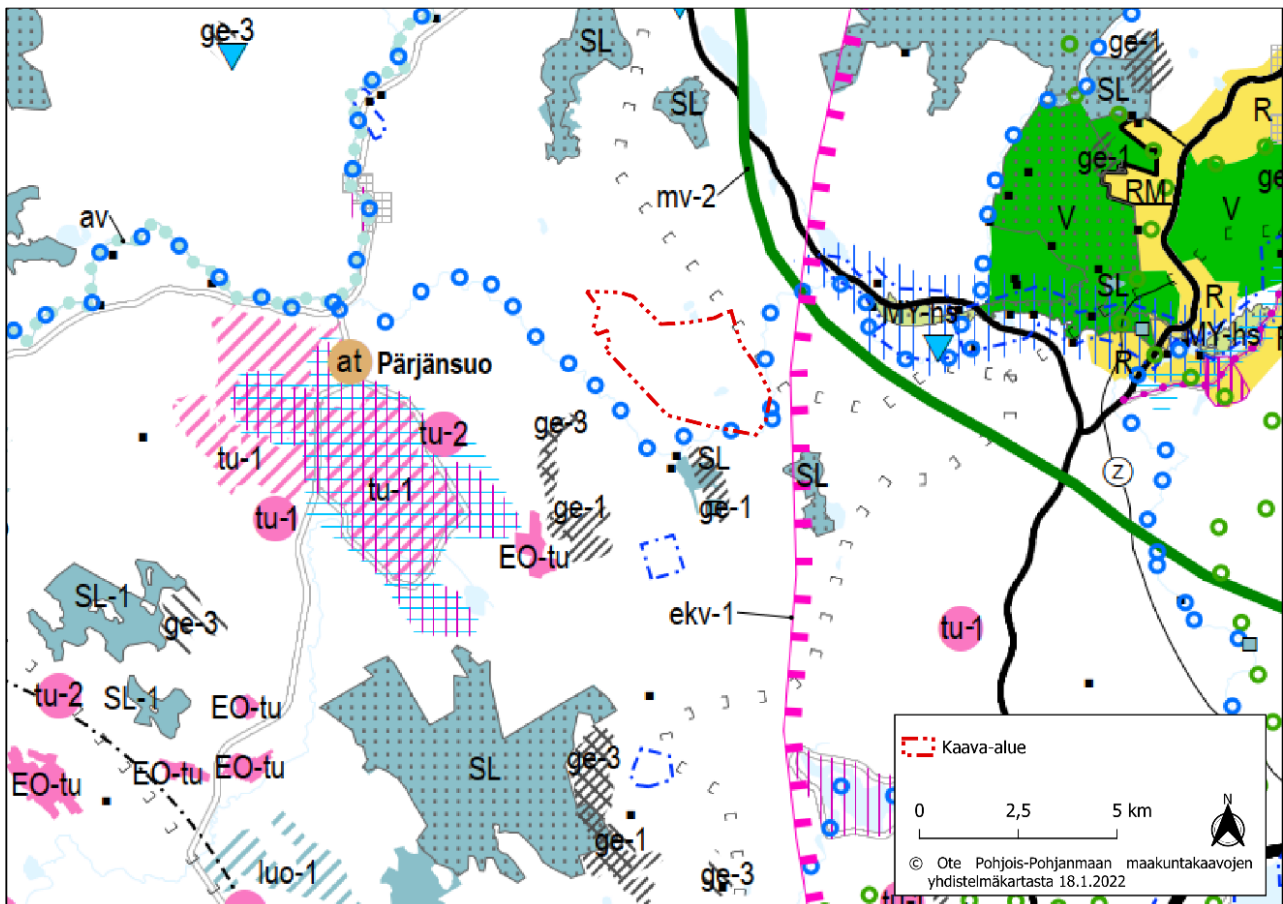 ge-3
SL
ge-1
SL
SL
R
ge-1
ge
RM
mv-2
V
V
av
SL
R
MY-hs
MY-hs
at Pärjänsuo
R
tu-2
ge-3
tu-1
SL
tu-1
SL
Z
ge-1
ge-1
tu-1
EO-tu
SL-1
ge-3
ekv-1
tu-1
tu-2
SL-1
EO-tu
Kaava-alue
ge-3
SL
EO-tu
EO-tu
EO-tu
0 2,5 5 km
N
ge-1
luo-1
ge-3
© Ote Pohjois-Pohjanmaan maakuntakaavojen
yhdistelmäkartasta 18.1.2022